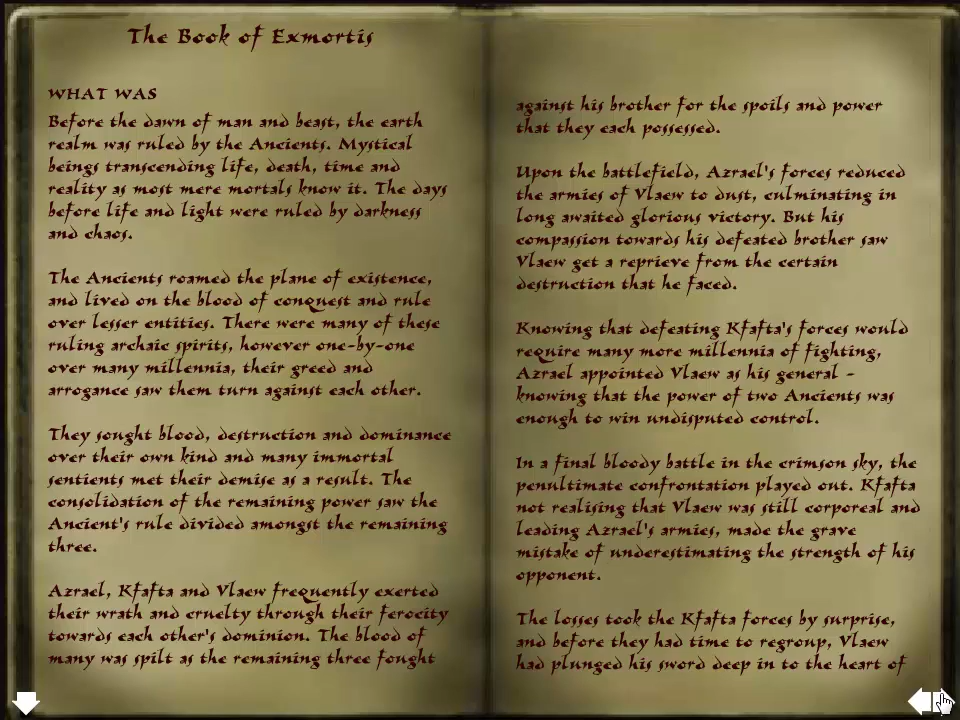 The Book of Exmortis
WHAT WAS
Before the dawn of man and beast, the earth
realm was ruled by the Ancients. Mystical
beings transcending life, death, time and
reality as most mere mortals know it. The days
before life and light were ruled by darkness
and chaos.
The Ancients roamed the plane of existence,
and lived on the blood of conquest and rule
over lesser entities. There were many of these
ruling archaic spirits, however one-by-one
over many millennia, their greed and
arrogance saw them turn against each other.
They sought blood, destruction and dominance
over their own kind and many immortal
sentients met their demise as a result. The
consolidation of the remaining power saw the
Ancient's rule divided amongst the remaining
three.
Azrael, Kfafta and Vlaew frequently exerted
their wrath and cruelty through their ferocity
towards each other's dominion. The blood of
many was spilt as the remaining three fought
against his brother for the spoils and power
that they each possessed.
Upon the battlefield, Azrael's forces reduced
the armies of Vlaew to dust, culminating in
long awaited glorious victory. But his
compassion towards his defeated brother saw
Vlaew get a reprieve from the certain
destruction that he faced.
Knowing that defeating Kfafta's forces would
require many more millennia of fighting,
Azrael appointed Vlaew as his general -
knowing that the power of two Ancients was
enough to win undisputed control.
In a final bloody battle in the crimson sky, the
penultimate confrontation played out. Kfafta
not realising that Vlaew was still corporeal and
leading Azrael's armies, made the grave
mistake of underestimating the strength of his
opponent.
The losses took the Kfafta forces by surprise,
and before they had time to regroup, Vlaew
had plunged his sword deep in to the heart of